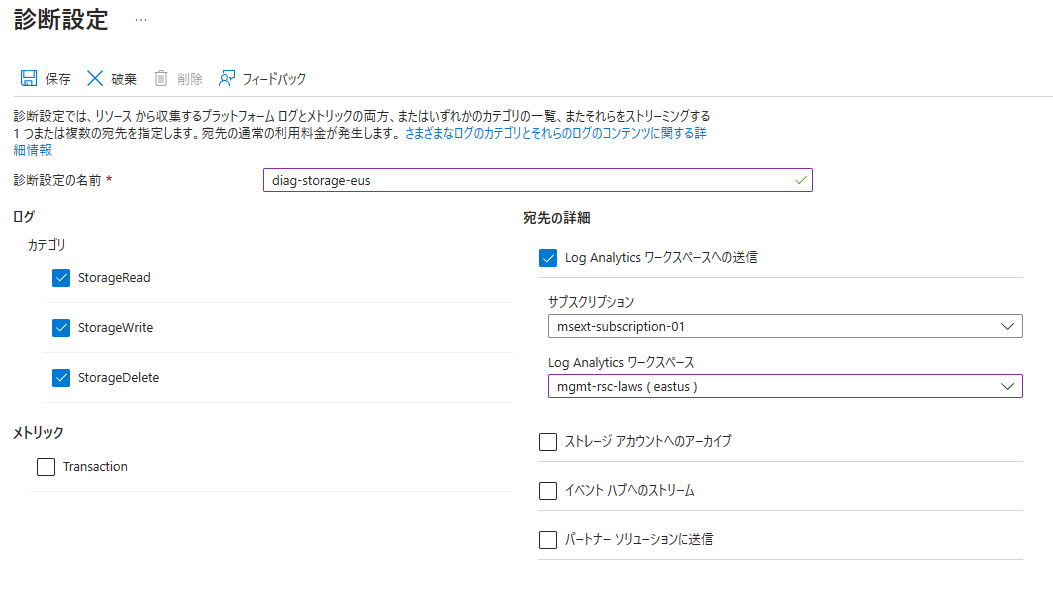 診断設定 …
保存 破棄 削除 フィードバック
診断設定では、リソース から収集するプラットフォーム ログとメトリックの両方、またはいずれかのカテゴリの一覧、またそれらをストリーミングする
1 つまたは複数の宛先を指定します。宛先の通常の利用料金が発生します。 さまざまなログのカテゴリとそれらのログのコンテンツに関する詳
細情報
診断設定の名前 *
diag-storage-eus
ログ
カテゴリ
StorageRead
StorageWrite
StorageDelete
メトリック
Transaction
宛先の詳細
Log Analytics ワークスペースへの送信
サブスクリプション
msext-subscription-01
Log Analytics ワークスペース
mgmt-rsc-laws ( eastus )
ストレージ アカウントへのアーカイブ
イベント ハブへのストリーム
パートナー ソリューションに送信